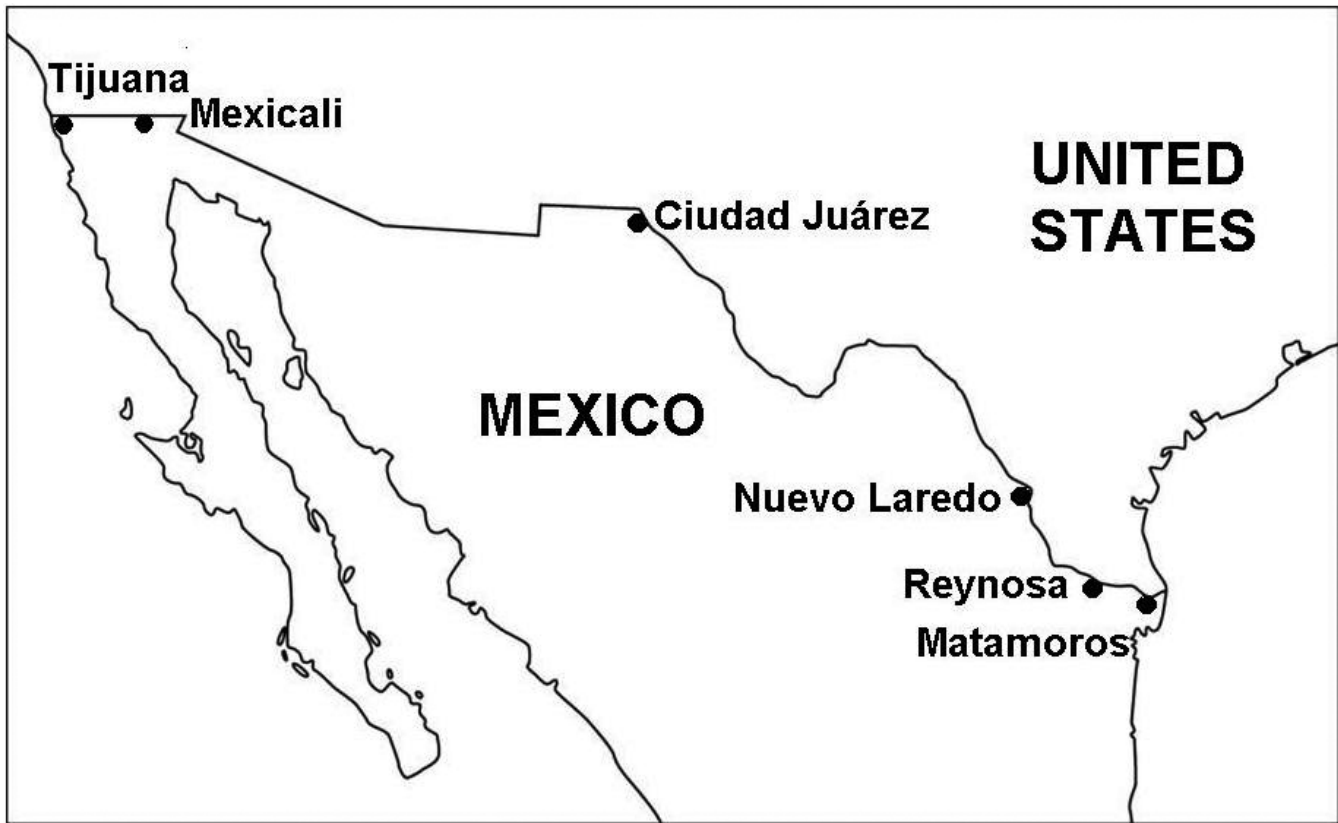 Tijuana
Mexicali
UNITED
STATES
Ciudad Juárez
MEXICO
Nuevo Laredo
Reynosa
Matamoros